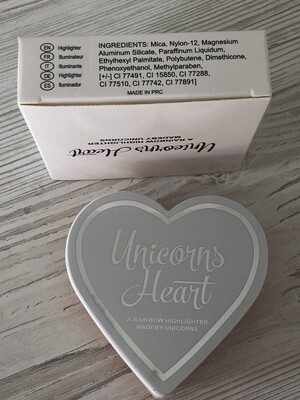 EN Highlighter
FR Illuminateur
IT Illuminante
DE Highlighter
ES Iluminador
INGREDIENTS: Mica, Nylon-12, Magnesium
Aluminum Silicate, Paraffinum Liquidum,
Ethylhexyl Palmitate, Polybutene, Dimethicone,
Phenoxyethanol, Methylparaben,
[+/-] CI 77491, CI 15850, CI 77288,
CI 77510, CI 77742, CI 77891]
MADE IN PRC
Unicorns Heart
A RAINBOW HIGHLIGHTER
MADEBY UNICORNS
Unicorns
Heart
A RAINBOW HIGHLIGHTER
MADEBY UNICORNS